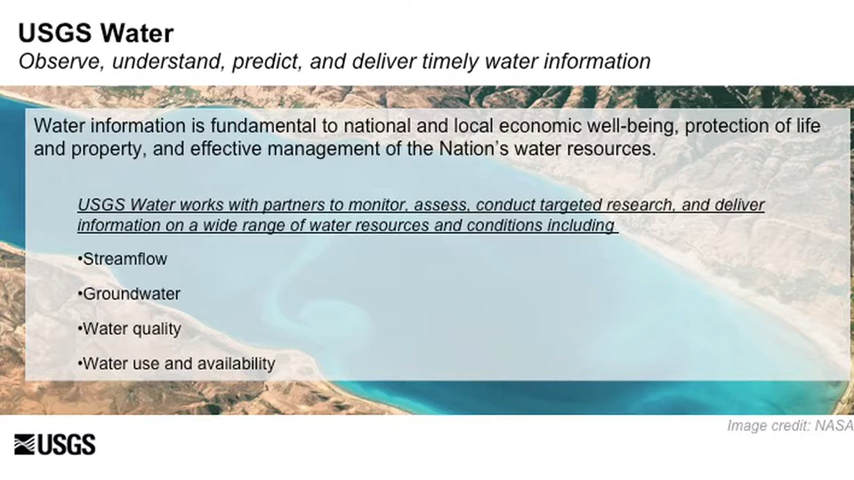 USGS Water
Observe, understand, predict, and deliver timely water information
Water information is fundamental to national and local economic well-being, protection of life
and property, and effective management of the Nation’s water resources.
USGS Water works with partners to monitor, assess, conduct targeted research, and deliver
information on a wide range of water resources and conditions including
•Streamflow
•Groundwater
•Water quality
•Water use and availability
Image credit: NASA
USGS